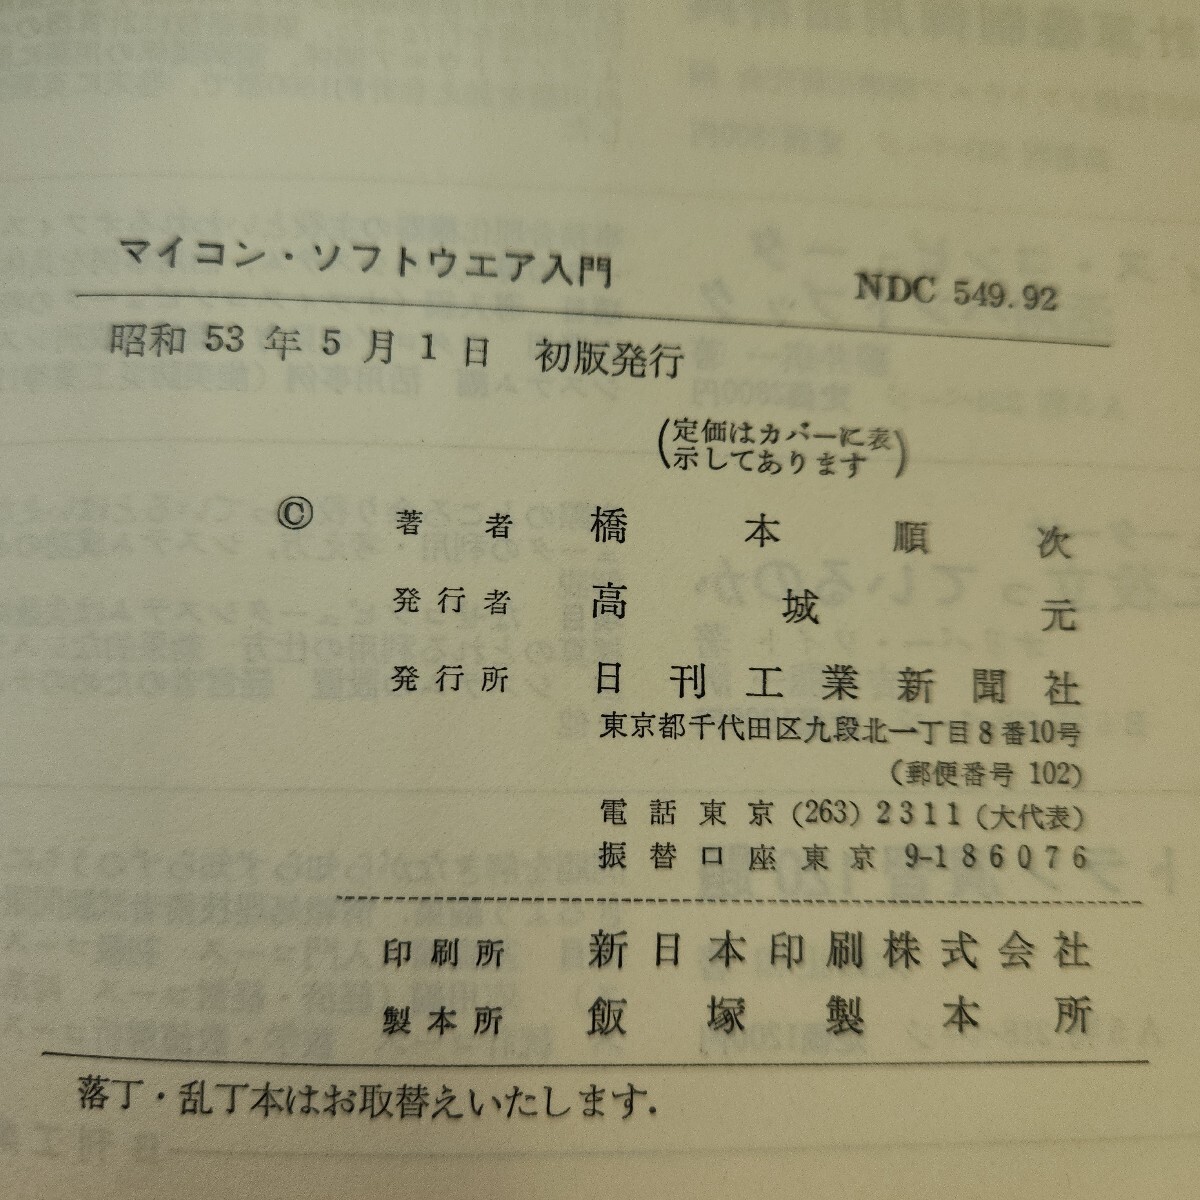 マイコン・ソフトウエア入門 NDC 549.92
昭和 53 年 5 月 1 日 初版発行
(定価はカバーに表
示してあります)
© 著者 橋本順次
発行者 高城元
発行所 日刊工業新聞社
東京都千代田区九段北一丁目8番10号
(郵便番号 102)
電話東京 (263) 2311 (大代表)
振替口座東京 9-186076
印刷所 新日本印刷株式会社
製本所 飯塚製本所
落丁・乱丁本はお取替えいたします.